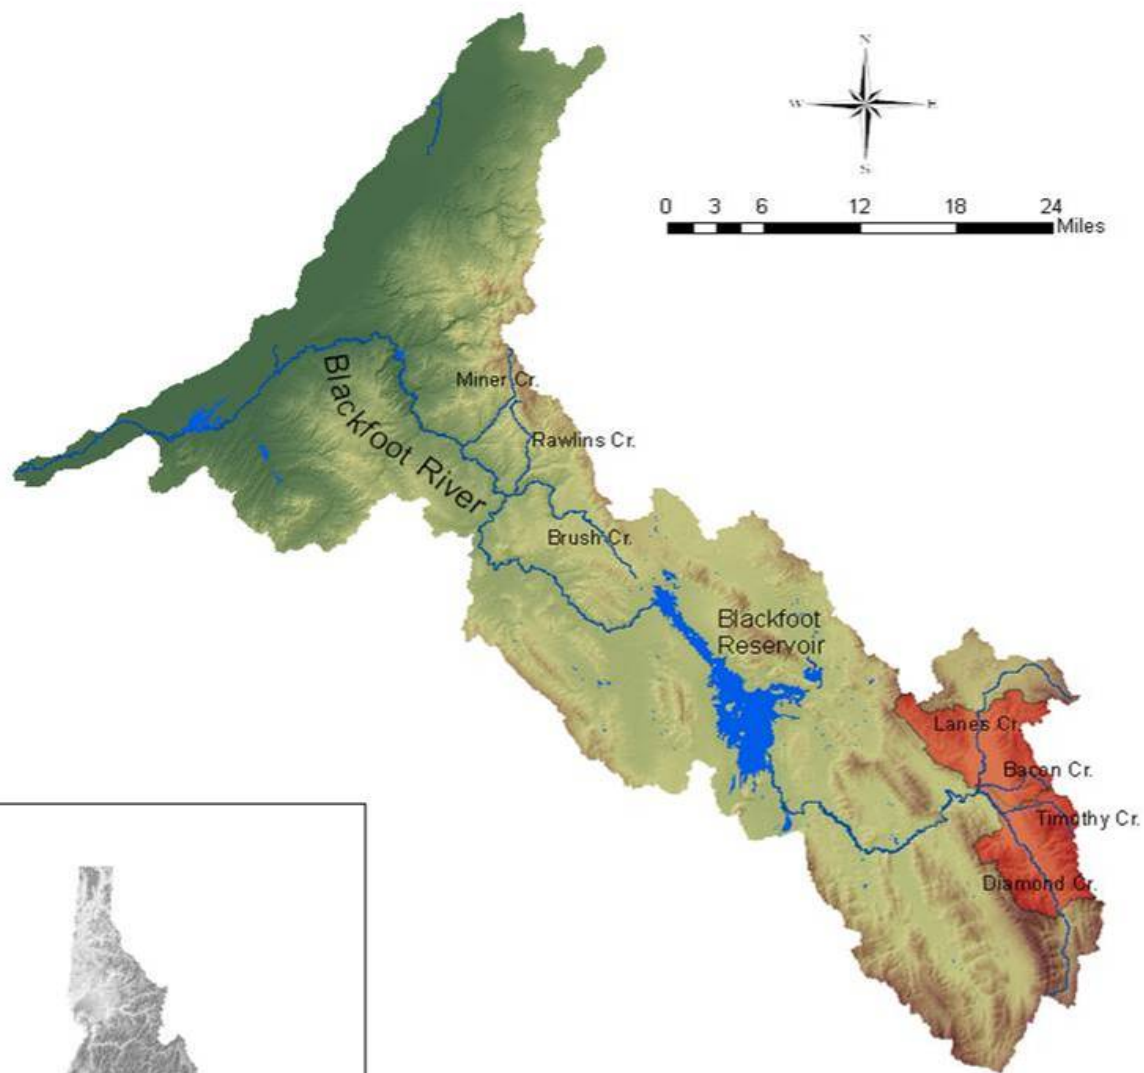 N
W E
S
0 3 6 12 18 24
Miles
Blackfoot River
Miner Cr.
Rawlins Cr.
Brush Cr.
Blackfoot
Reservoir
Lanes Cr.
Bacon Cr.
Timothy Cr.
Diamond Cr.